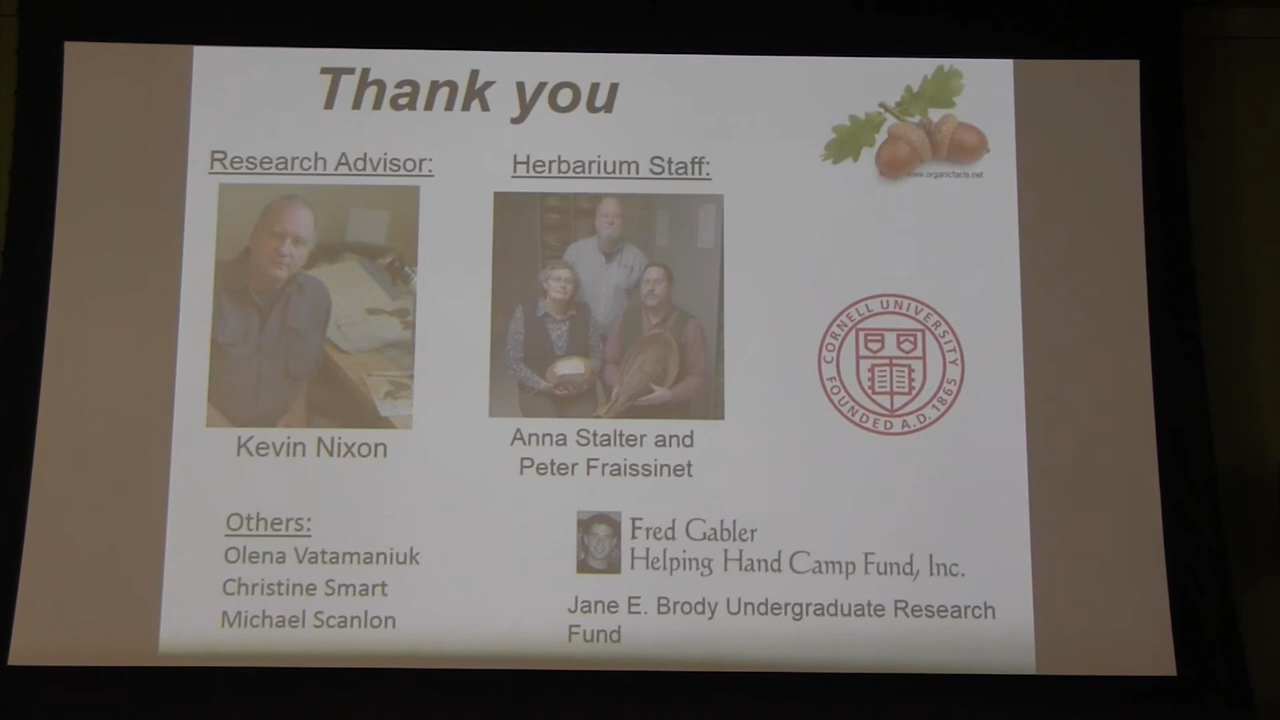 Thank you
www.organicfacts.net
Research Advisor:
Herbarium Staff:
Kevin Nixon
Anna Stalter and
Peter Fraissinet
CORNELL UNIVERSITY
FOUNDED A.D. 1865
Others:
Olena Vatamaniuk
Christine Smart
Michael Scanlon
Fred Gabler
Helping Hand Camp Fund, Inc.
Jane E. Brody Undergraduate Research
Fund